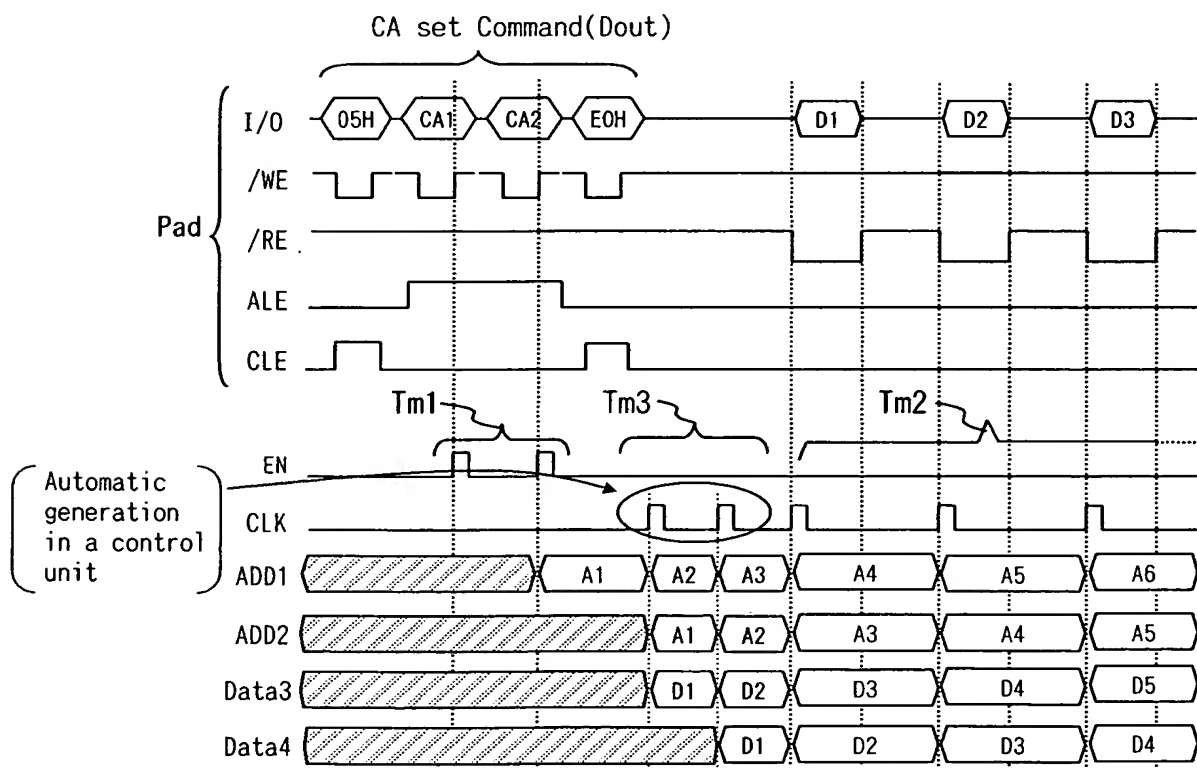 CA set Command(Dout)
I/O 05H CA1 CA2 E0H D1 D2 D3
/WE
Pad
/RE
ALE
CLE
Tm1 Tm3 Tm2
EN
Automatic
generation
in a control
unit
CLK
ADD1 A1 A2 A3 A4 A5 A6
ADD2 A1 A2 A3 A4 A5
Data3 D1 D2 D3 D4 D5
Data4 D1 D2 D3 D4